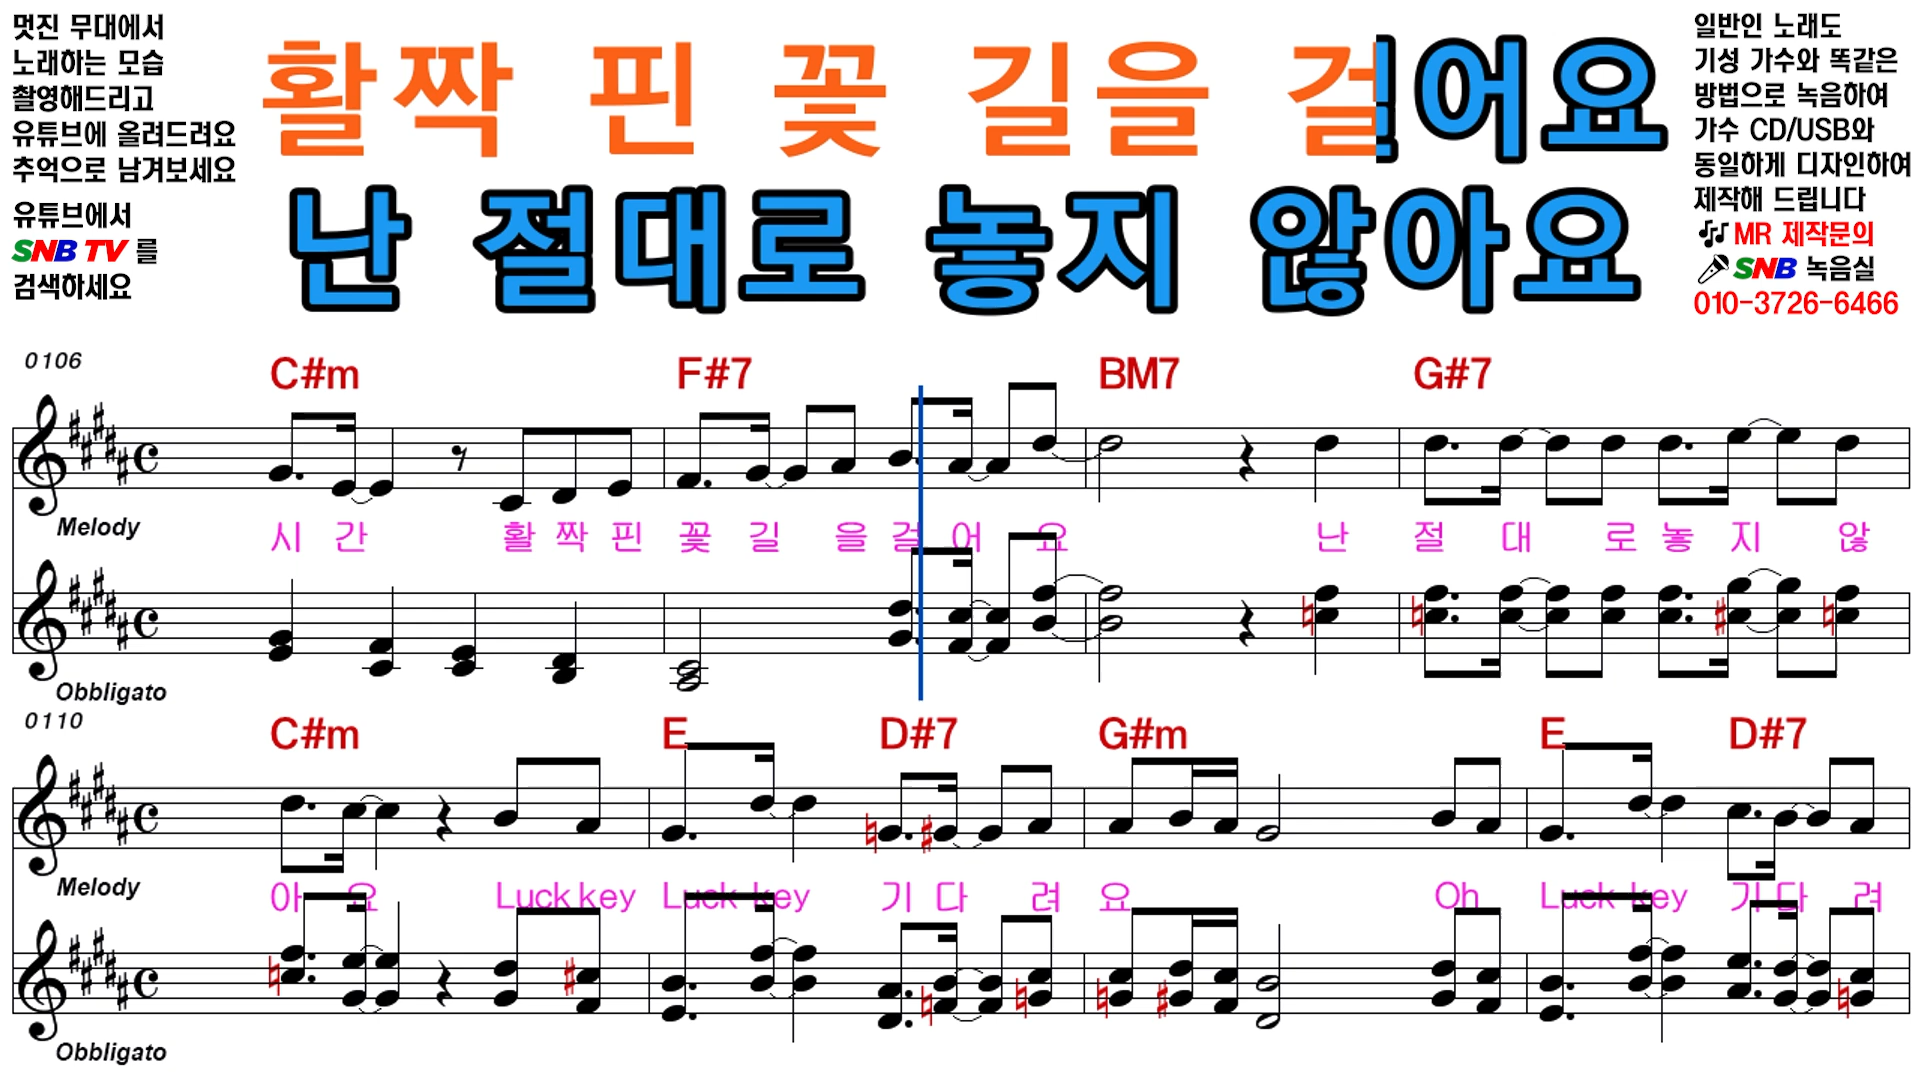 멋진 무대에서
노래하는 모습
촬영해드리고
유튜브에 올려드려요
추억으로 남겨보세요
유튜브에서
SNB TV 를
검색하세요
활짝 핀 꽃 길을 걸어요
난 절대로 놓지 않아요
일반인 노래도
기성 가수와 똑같은
방법으로 녹음하여
가수 CD/USB와
동일하게 디자인하여
제작해 드립니다
MR 제작문의
SNB 녹음실
010-3726-6466
0106
C#m F#7 BM7 G#7
Melody
시 간 활 짝 핀 꽃 길 을 걸 어 요 난 절 대 로 놓 지 않
Obbligato
0110
C#m E D#7 G#m E D#7
Melody
아 요 Luck key Luck key 기 다 려 요 Oh Luck key 기 다 려
Obbligato